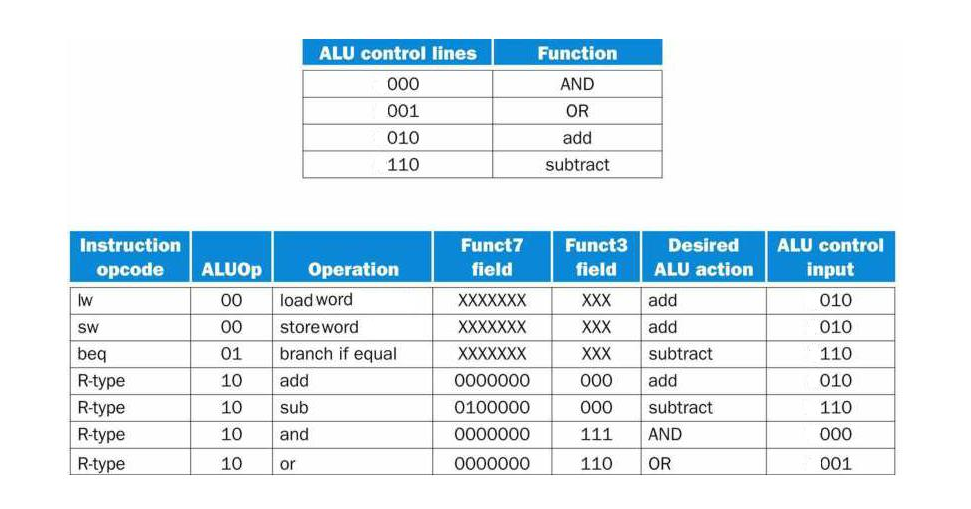 ALU control lines Function
000 AND
001 OR
010 add
110 subtract
Instruction opcode ALUOp Operation Funct7 field Funct3 field Desired ALU action ALU control input
lw 00 load word XXXXXXX XXX add 010
sw 00 store word XXXXXXX XXX add 010
beq 01 branch if equal XXXXXXX XXX subtract 110
R-type 10 add 0000000 000 add 010
R-type 10 sub 0100000 000 subtract 110
R-type 10 and 0000000 111 AND 000
R-type 10 or 0000000 110 OR 001